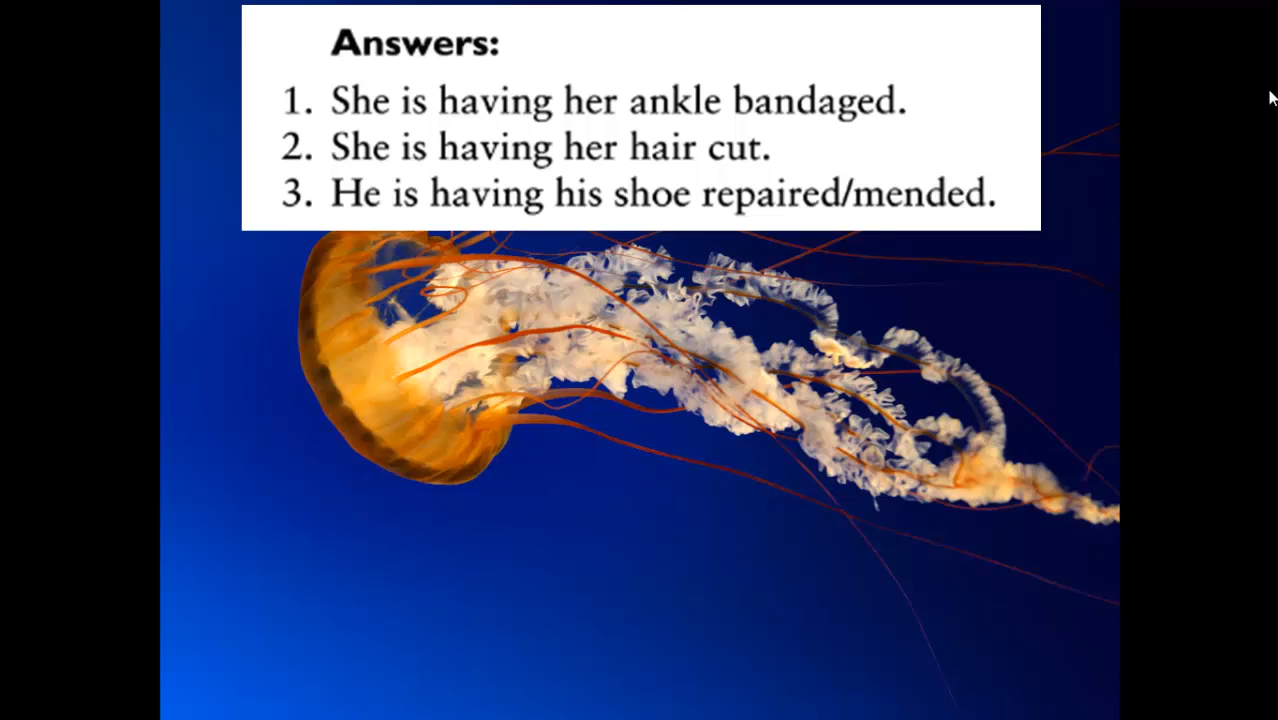 Answers:
1. She is having her ankle bandaged.
2. She is having her hair cut.
3. He is having his shoe repaired/mended.